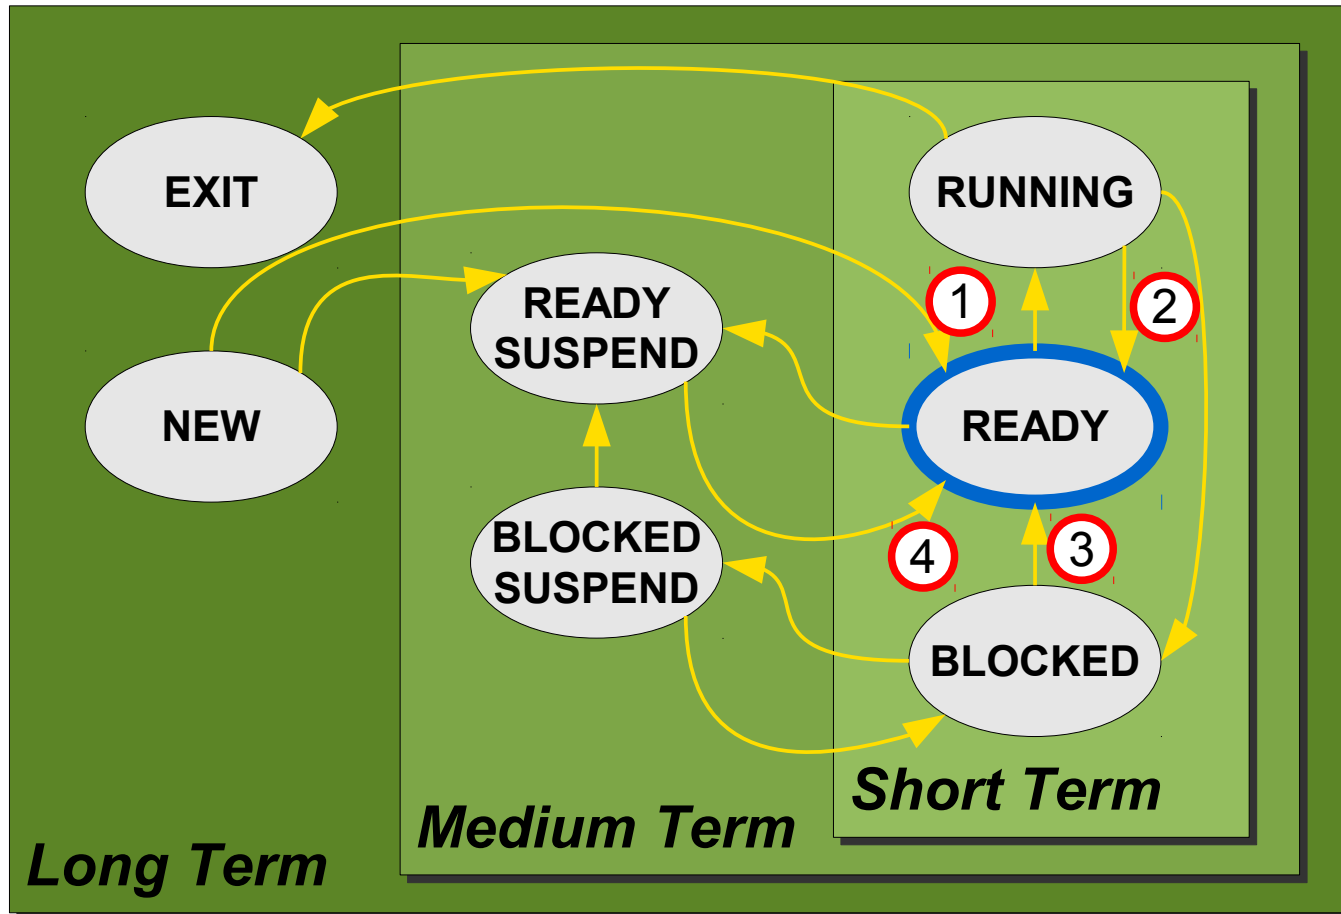 EXIT
RUNNING
READY
SUSPEND
1
2
NEW
READY
BLOCKED
SUSPEND
4
3
BLOCKED
Short Term
Medium Term
Long Term